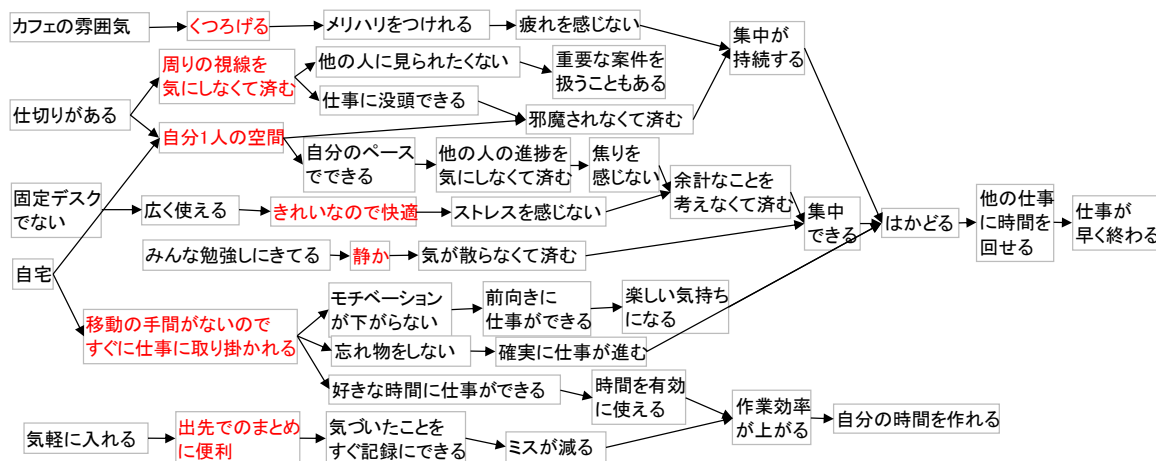 カフェの雰囲気
くつろげる
メリハリをつけれる
疲れを感じない
集中が
持続する
周りの視線を
気にしなくて済む
他の人に見られたくない
重要な案件を
扱うこともある
仕切りがある
仕事に没頭できる
邪魔されなくて済む
自分1人の空間
自分のペース
でできる
他の人の進捗を
気にしなくて済む
焦りを
感じない
余計なことを
考えなくて済む
固定デスク
でない
広く使える
きれいなので快適
ストレスを感じない
集中
できる
はかどる
他の仕事
に時間を
回せる
仕事が
早く終わる
みんな勉強しにきてる
静か
気が散らなくて済む
自宅
移動の手間がないので
すぐに仕事に取り掛かれる
モチベーション
が下がらない
前向きに
仕事ができる
楽しい気持ち
になる
忘れ物をしない
確実に仕事が進む
好きな時間に仕事ができる
時間を有効
に使える
作業効率
が上がる
自分の時間を作れる
気軽に入れる
出先でのまとめ
に便利
気づいたことを
すぐ記録にできる
ミスが減る